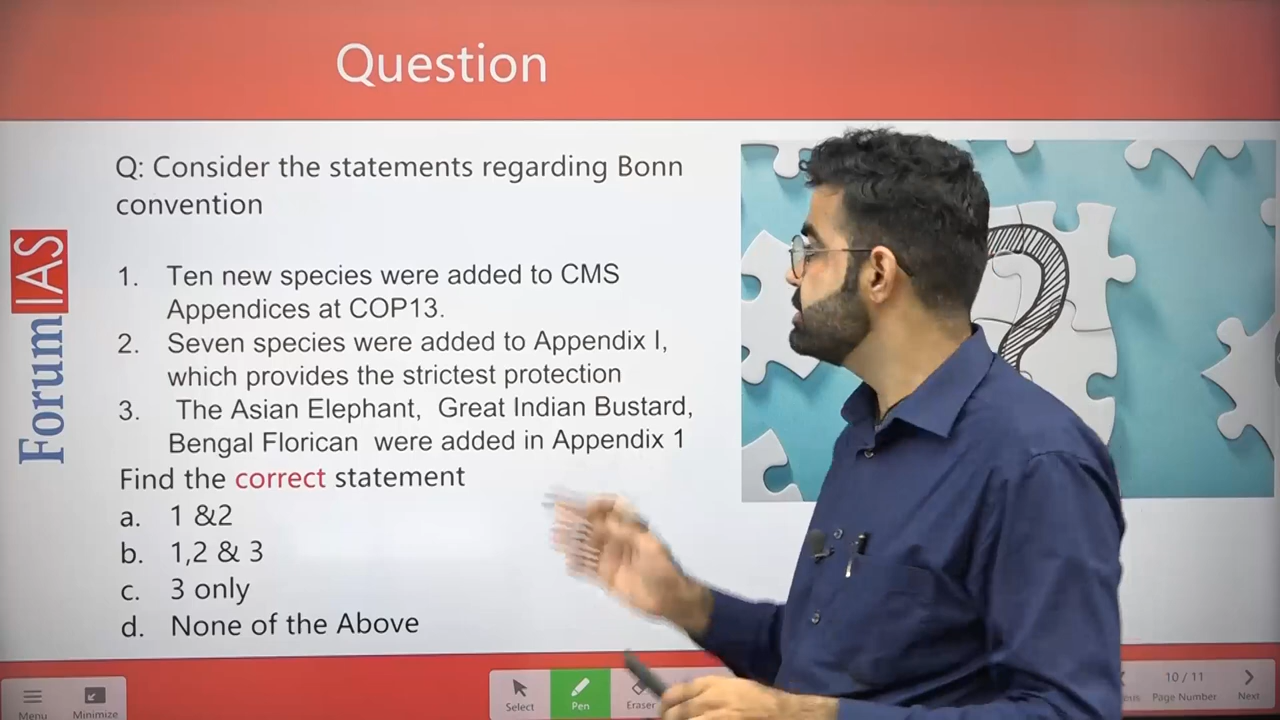 Question
Q: Consider the statements regarding Bonn
convention
1. Ten new species were added to CMS
Appendices at COP13.
2. Seven species were added to Appendix I,
which provides the strictest protection
3. The Asian Elephant, Great Indian Bustard,
Bengal Florican were added in Appendix 1
Find the correct statement
a. 1 &2
b. 1,2 & 3
c. 3 only
d. None of the Above
ForumIAS
Menu
Minimize
Select
Pen
Eraser
10 / 11
Page Number
Next